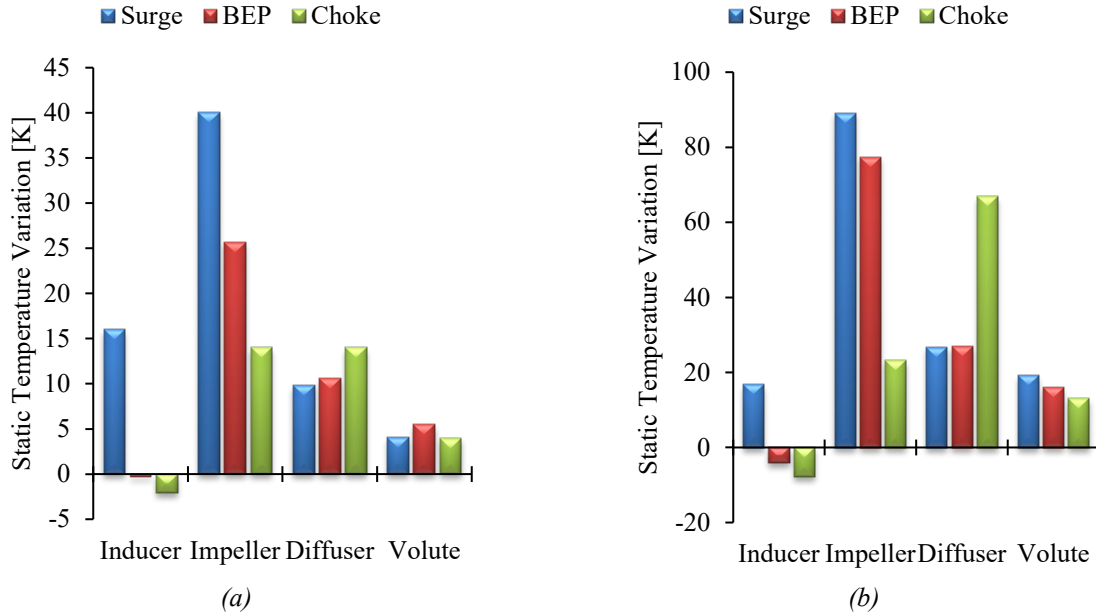 Surge BEP Choke
Static Temperature Variation [K]
45
40
35
30
25
20
15
10
5
0
-5
Inducer Impeller Diffuser Volute
(a)
Surge BEP Choke
Static Temperature Variation [K]
100
80
60
40
20
0
-20
Inducer Impeller Diffuser Volute
(b)